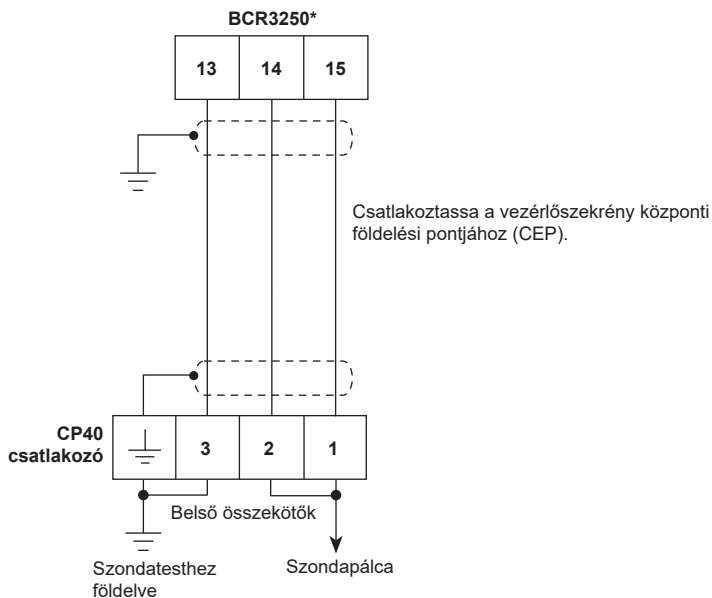 BCR3250*
13 14 15
Csatlakoztassa a vezérlőszekrény központi
földelési pontjához (CEP).
CP40
csatlakozó
3 2 1
Belső összekötők
Szondatesthez
földelve
Szondapálca